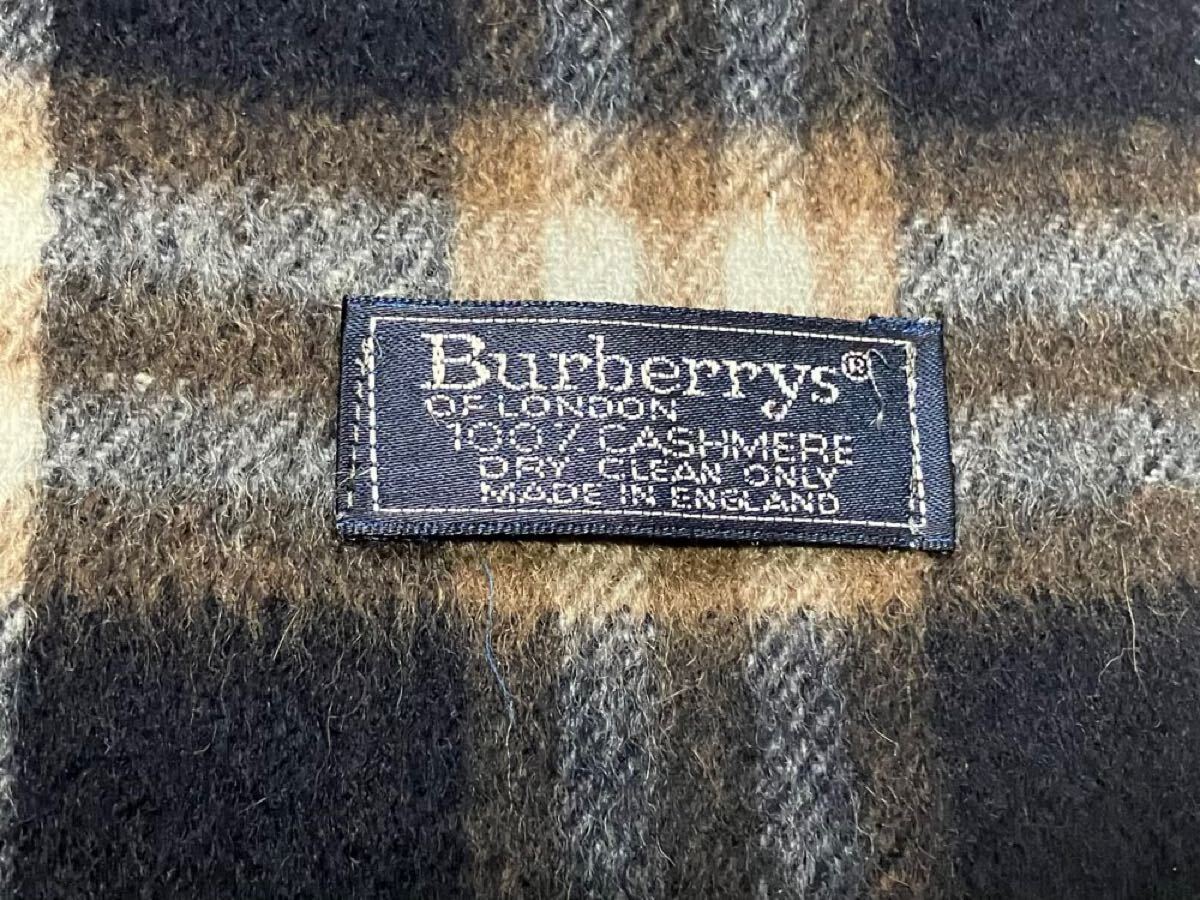 Burberrys®
OF LONDON
100% CASHMERE
DRY CLEAN ONLY
MADE IN ENGLAND